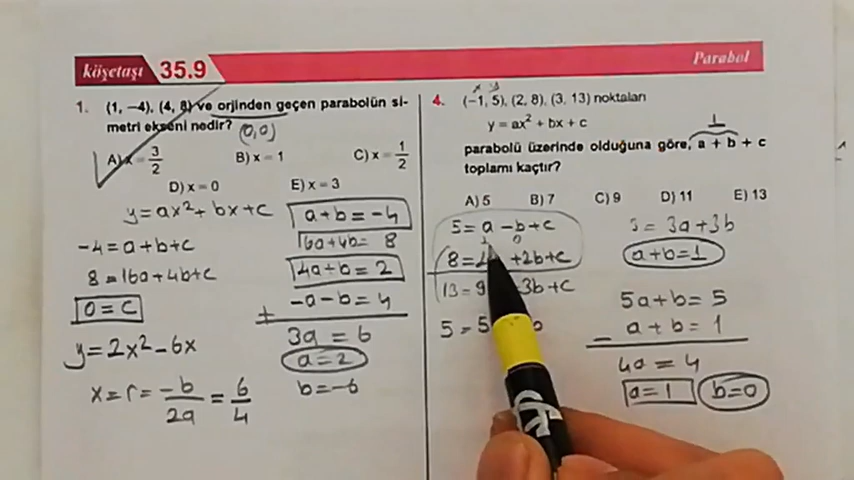 köşetaşı 35.9
Parabol
1. (1, −4), (4, 8) ve orjinden geçen parabolün si-
metri ekseni nedir? (0,0)
A) x = 3/2
B) x = 1
C) x = 1/2
D) x = 0
E) x = 3
y = ax² + bx + c
-4 = a+b+c
8 = 16a+4b+c
0 = c
y = 2x² - 6x
x = r = -b/2a = 6/4
a+b = -4
16a+4b = 8
4a+b = 2
+ -a-b = 4
3a = 6
a = 2
b = -6
x y
4. (−1, 5), (2, 8), (3, 13) noktaları
y = ax² + bx + c
1
parabolü üzerinde olduğuna göre, a + b + c
toplamı kaçtır?
A) 5
B) 7
C) 9
D) 11
E) 13
5 = a - b + c
8 = +2b+c
13 = 9 3b+c
5 = 5 b
3 = 3a+3b
a+b = 1
5a+b = 5
- a+b = 1
4a = 4
a = 1
b = 0